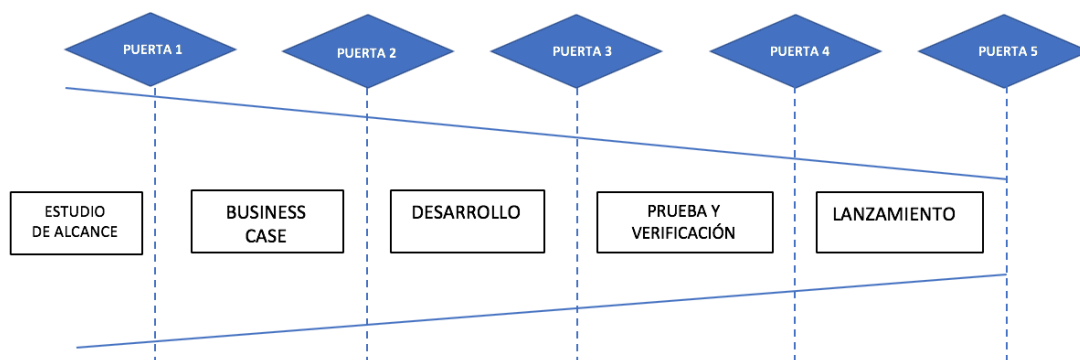 PUERTA 1
PUERTA 2
PUERTA 3
PUERTA 4
PUERTA 5
ESTUDIO
DE ALCANCE
BUSINESS
CASE
DESARROLLO
PRUEBA Y
VERIFICACIÓN
LANZAMIENTO